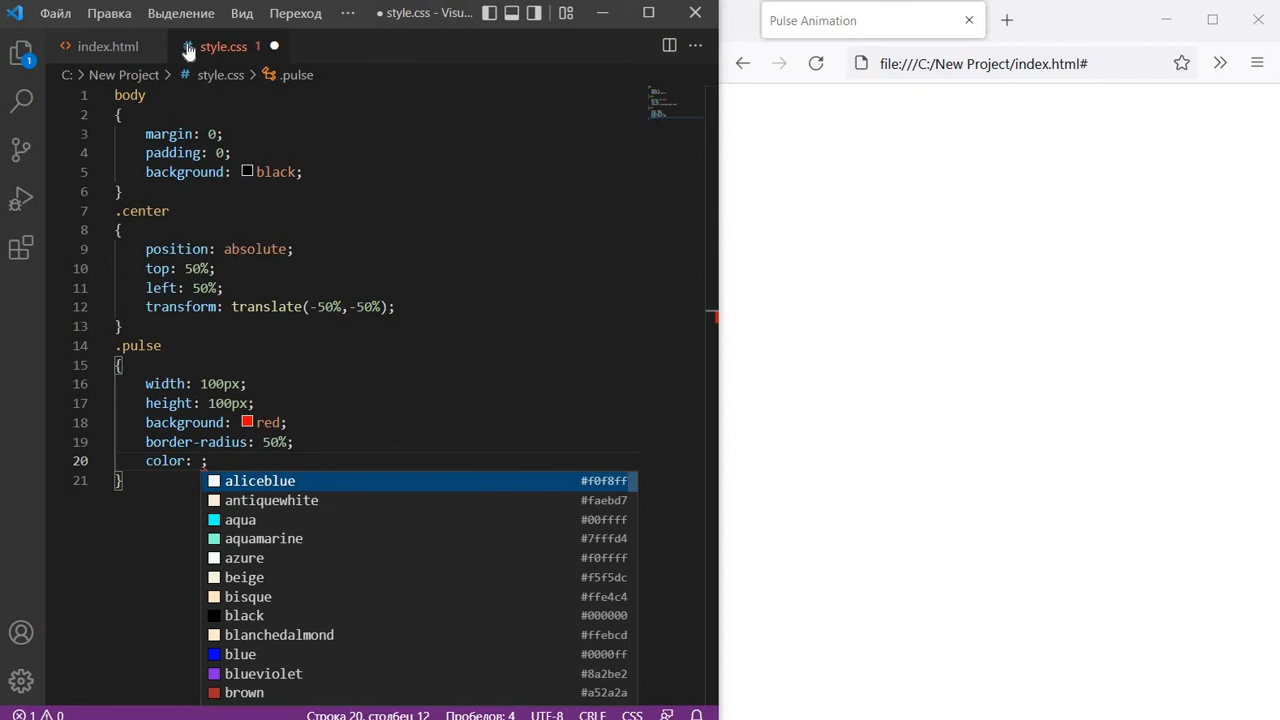 Файл Правка Выделение Вид Переход ··· ● style.css - Visu...
index.html
style.css 1
C: > New Project > # style.css > .pulse
1 body
2 {
3 margin: 0;
4 padding: 0;
5 background: black;
6 }
7 .center
8 {
9 position: absolute;
10 top: 50%;
11 left: 50%;
12 transform: translate(-50%,-50%);
13 }
14 .pulse
15 {
16 width: 100px;
17 height: 100px;
18 background: red;
19 border-radius: 50%;
20 color: ;
21 }
aliceblue #f0f8ff
antiquewhite #faebd7
aqua #00ffff
aquamarine #7fffd4
azure #f0ffff
beige #f5f5dc
bisque #ffe4c4
black #000000
blanchedalmond #ffebcd
blue #0000ff
blueviolet #8a2be2
brown #a52a2a
1
1 0 Строка 20, столбец 12 Пробелов: 4 UTF-8 CRLF CSS
Pulse Animation
file:///C:/New Project/index.html#